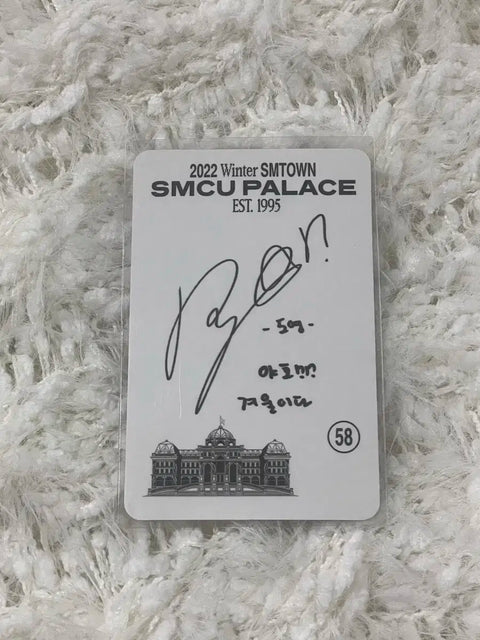 2022 Winter SMTOWN
SMCU PALACE
EST. 1995
야호!!!
겨울이다
58